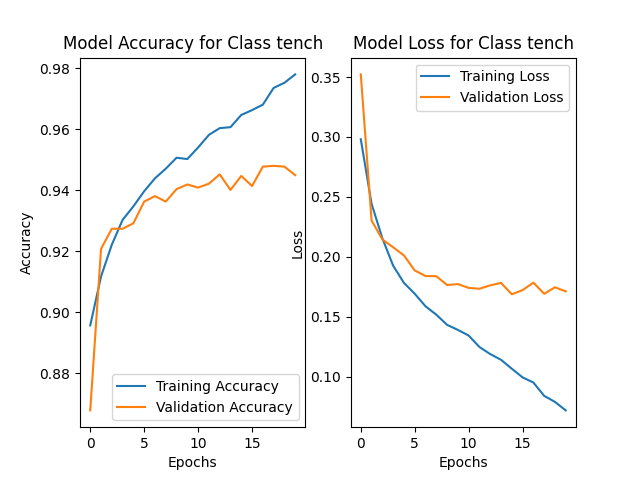 Model Accuracy for Class tench
0.98
0.96
0.94
0.92
0.90
0.88
Accuracy
Training Accuracy
Validation Accuracy
0 5 10 15
Epochs
Model Loss for Class tench
0.35
0.30
0.25
0.20
0.15
0.10
Loss
Training Loss
Validation Loss
0 5 10 15
Epochs